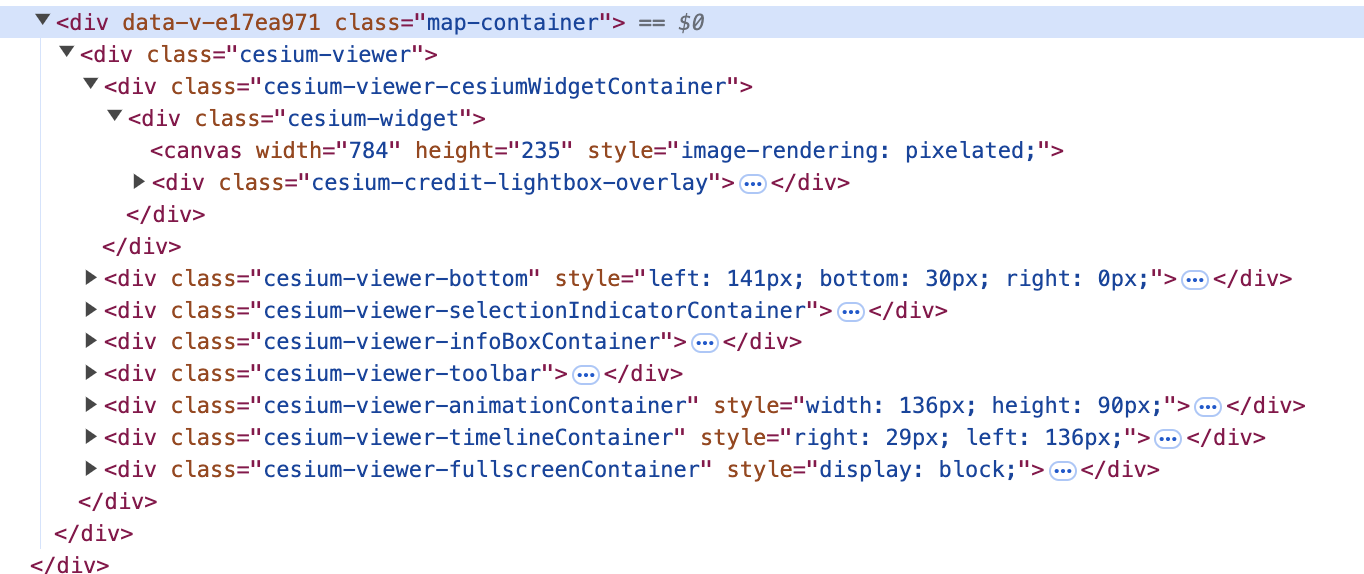 ▼<div data-v-e17ea971 class="map-container"> == $0
▼<div class="cesium-viewer">
▼<div class="cesium-viewer-cesiumWidgetContainer">
▼<div class="cesium-widget">
<canvas width="784" height="235" style="image-rendering: pixelated;">
▶<div class="cesium-credit-lightbox-overlay">…</div>
</div>
</div>
▶<div class="cesium-viewer-bottom" style="left: 141px; bottom: 30px; right: 0px;">…</div>
▶<div class="cesium-viewer-selectionIndicatorContainer">…</div>
▶<div class="cesium-viewer-infoBoxContainer">…</div>
▶<div class="cesium-viewer-toolbar">…</div>
▶<div class="cesium-viewer-animationContainer" style="width: 136px; height: 90px;">…</div>
▶<div class="cesium-viewer-timelineContainer" style="right: 29px; left: 136px;">…</div>
▶<div class="cesium-viewer-fullscreenContainer" style="display: block;">…</div>
</div>
</div>
</div>